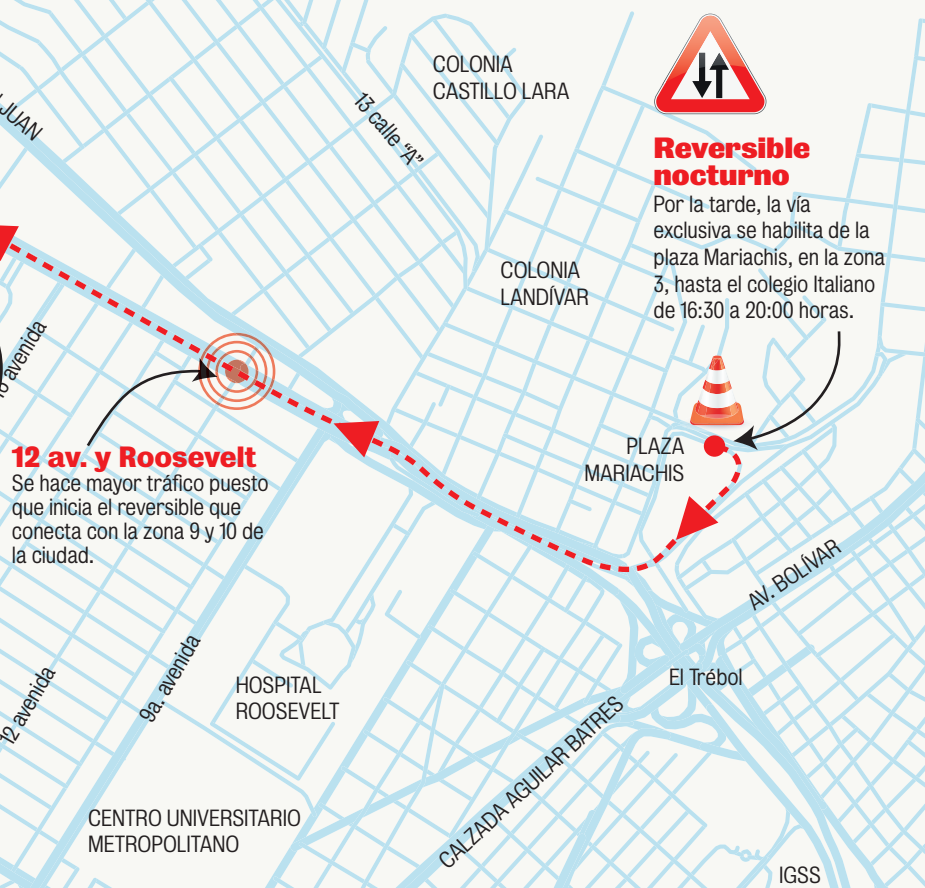 JUAN
COLONIA
CASTILLO LARA
13 calle "A"
Reversible
nocturno
Por la tarde, la vía
exclusiva se habilita de la
plaza Mariachis, en la zona
3, hasta el colegio Italiano
de 16:30 a 20:00 horas.
COLONIA
LANDÍVAR
avenida
12 av. y Roosevelt
Se hace mayor tráfico puesto
que inicia el reversible que
conecta con la zona 9 y 10 de
la ciudad.
PLAZA
MARIACHIS
AV. BOLÍVAR
El Trébol
9a. avenida
12 avenida
HOSPITAL
ROOSEVELT
CALZADA AGUILAR BATRES
CENTRO UNIVERSITARIO
METROPOLITANO
IGSS